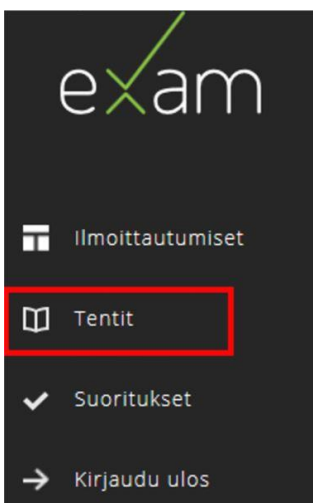 exam
Ilmoittautumiset
Tentit
Suoritukset
Kirjaudu ulos